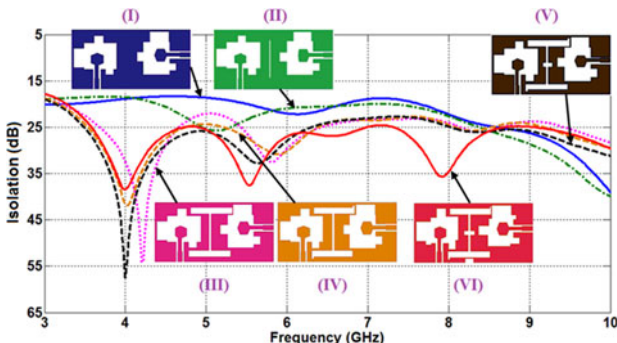 (I)
(II)
(V)
5
15
25
35
45
55
65
Isolation (dB)
(III)
(IV)
(VI)
3
4
5
6
7
8
9
10
Frequency (GHz)